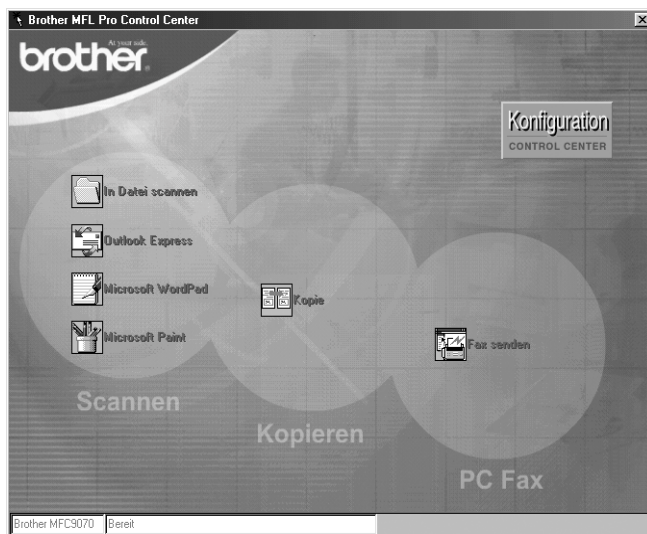 Brother MFL Pro Control Center
At your side.
brother
Konfiguration
CONTROL CENTER
In Datei scannen
Outlook Express
Microsoft WordPad
Kopie
Microsoft Paint
Fax senden
Scannen
Kopieren
PC Fax
Brother MFC9070
Bereit